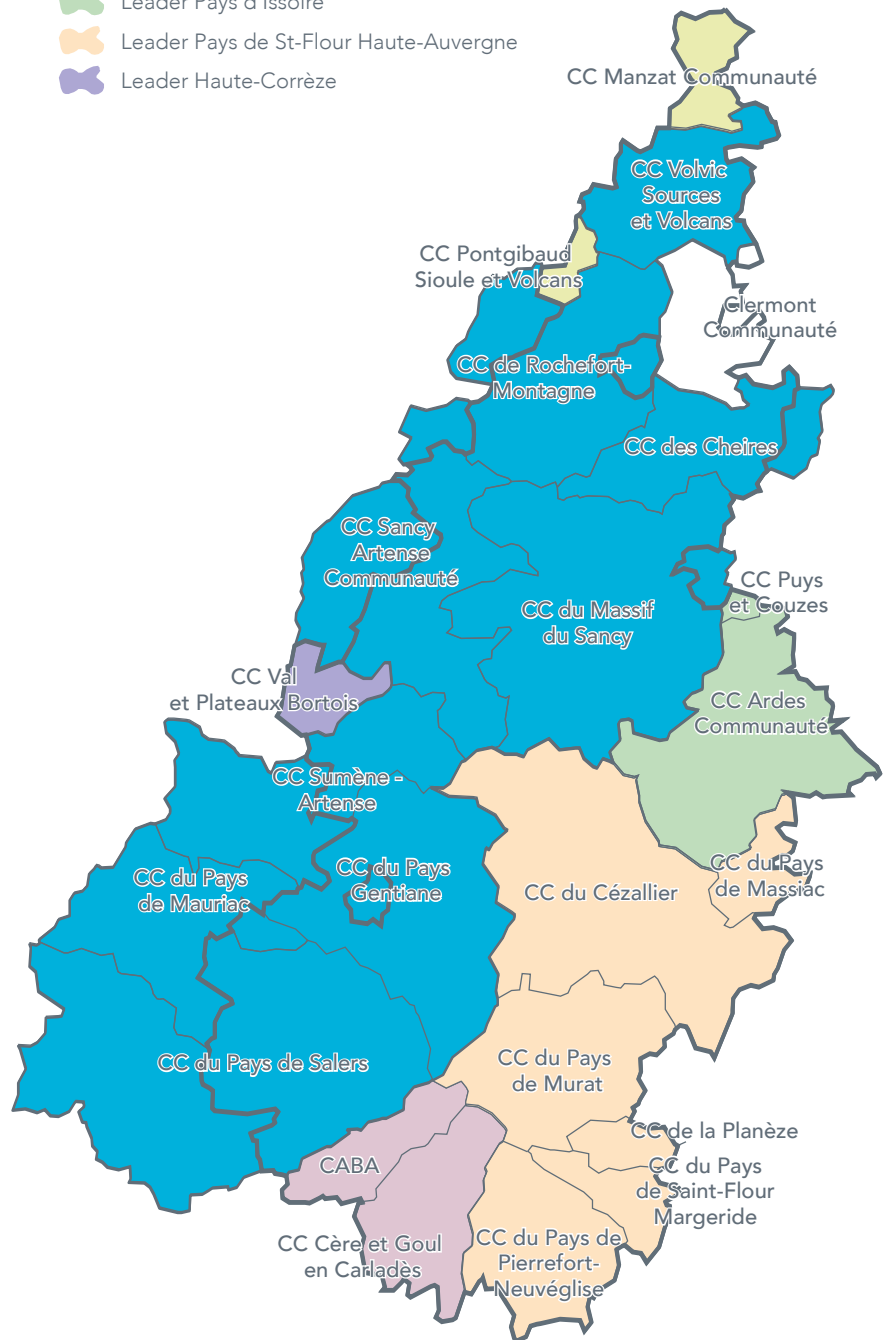 Leader Pays d'Issoire
Leader Pays de St-Flour Haute-Auvergne
Leader Haute-Corrèze
CC Manzat Communauté
CC Volvic
Sources
et Volcans
CC Pontgibaud
Sioule et Volcans
Clermont
Communauté
CC de Rochefort-
Montagne
CC des Cheires
CC Sancy
Artense
Communauté
CC Puys
et Couzes
CC du Massif
du Sancy
CC Val
et Plateaux Bortois
CC Ardes
Communauté
CC Sumène -
Artense
CC du Pays
de Mauriac
CC du Pays
Gentiane
CC du Cézallier
CC du Pays
de Massiac
CC du Pays de Salers
CC du Pays
de Murat
CC de la Planèze
CC du Pays
de Saint-Flour
Margeride
CABA
CC Cère et Goul
en Carladès
CC du Pays de
Pierrefort-
Neuvéglise